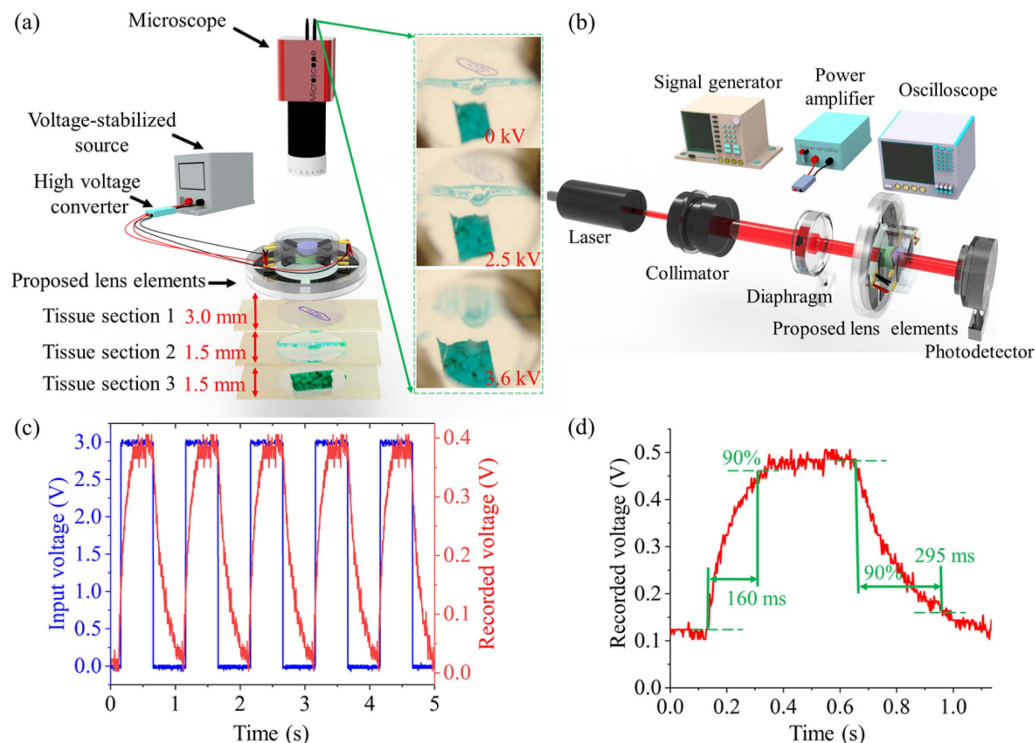 (a)
Microscope
Microscope
Voltage-stabilized
source
High voltage
converter
Proposed lens elements
Tissue section 1 3.0 mm
Tissue section 2 1.5 mm
Tissue section 3 1.5 mm
0 kV
2.5 kV
3.6 kV
(b)
Signal generator
Power
amplifier
Oscilloscope
Power amplifier
Laser
Collimator
Diaphragm
Proposed lens elements
Photodetector
(c)
Input voltage (V)
3.0
2.5
2.0
1.5
1.0
0.5
0.0
0.4
0.3
0.2
0.1
0.0
Recorded voltage (V)
0 1 2 3 4 5
Time (s)
(d)
Recorded voltage (V)
0.5
0.4
0.3
0.2
0.1
0.0
90%
160 ms
90%
295 ms
0.0 0.2 0.4 0.6 0.8 1.0
Time (s)